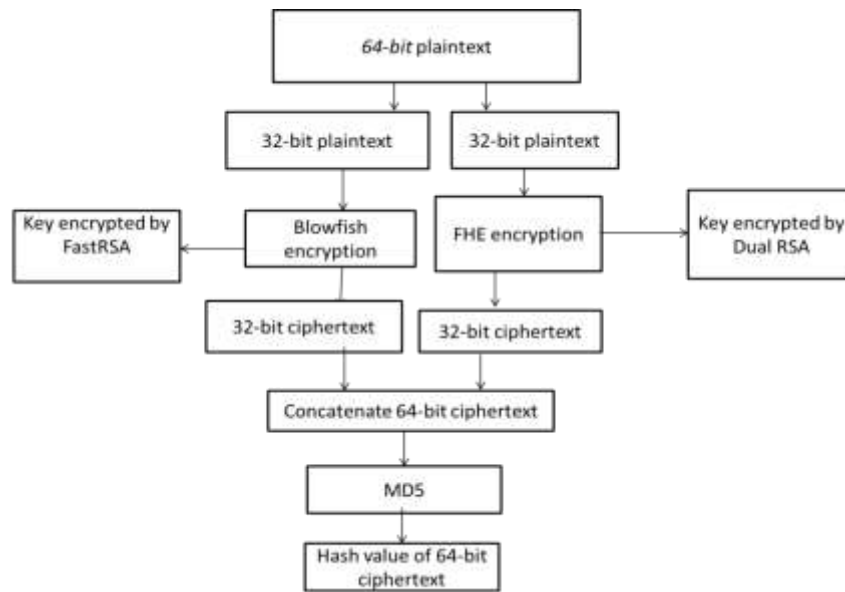 64-bit plaintext
32-bit plaintext
32-bit plaintext
Key encrypted by
FastRSA
Blowfish
encryption
FHE encryption
Key encrypted by
Dual RSA
32-bit ciphertext
32-bit ciphertext
Concatenate 64-bit ciphertext
MD5
Hash value of 64-bit
ciphertext